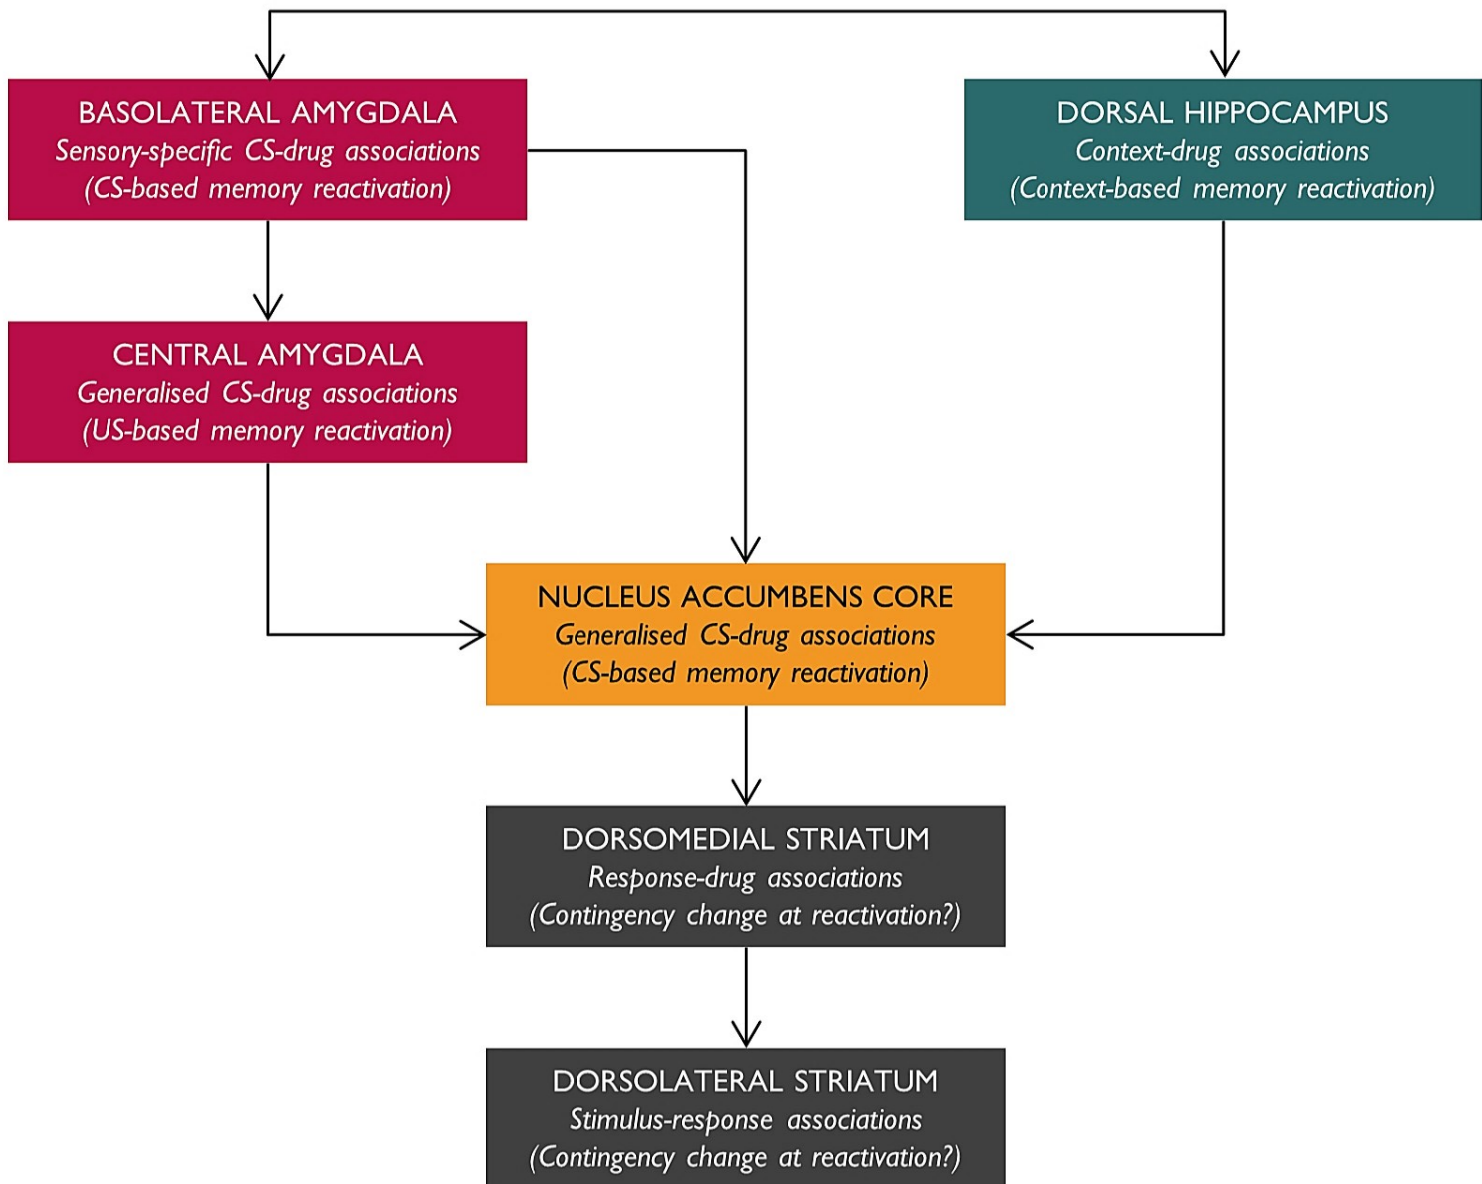 BASOLATERAL AMYGDALA
Sensory-specific CS-drug associations
(CS-based memory reactivation)
DORSAL HIPPOCAMPUS
Context-drug associations
(Context-based memory reactivation)
CENTRAL AMYGDALA
Generalised CS-drug associations
(US-based memory reactivation)
NUCLEUS ACCUMBENS CORE
Generalised CS-drug associations
(CS-based memory reactivation)
DORSOMEDIAL STRIATUM
Response-drug associations
(Contingency change at reactivation?)
DORSOLATERAL STRIATUM
Stimulus-response associations
(Contingency change at reactivation?)